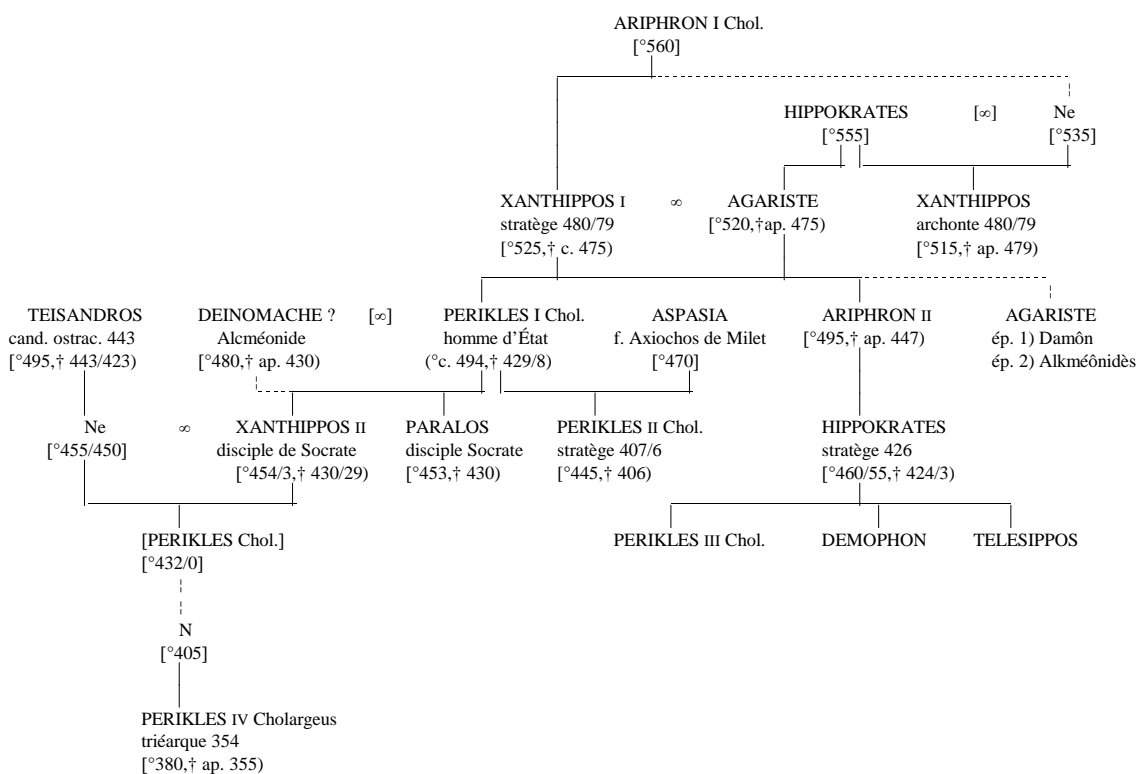 ARIPHRON I Chol.
[°560]
HIPPOKRATES [∞] Ne
[°555] [°535]
XANTHIPPOS I ∞ AGARISTE XANTHIPPOS
stratège 480/79 [°520,†ap. 475) archonte 480/79
[°525,† c. 475) [°515,† ap. 479)
TEISANDROS DEINOMACHE ? [∞] PERIKLES I Chol. ASPASIA ARIPHRON II AGARISTE
cand. ostrac. 443 Alcméonide homme d’État f. Axiochos de Milet [°495,† ap. 447) ép. 1) Damôn
[°495,† 443/423) [°480,† ap. 430) (°c. 494,† 429/8) [°470] ép. 2) Alkméônidès
Ne ∞ XANTHIPPOS II PARALOS PERIKLES II Chol. HIPPOKRATES
[°455/450] disciple de Socrate disciple Socrate stratège 407/6 stratège 426
[°454/3,† 430/29) [°453,† 430) [°445,† 406) [°460/55,† 424/3)
[PERIKLES Chol.] PERIKLES III Chol. DEMOPHON TELESIPPOS
[°432/0]
N
[°405]
PERIKLES IV Cholargeus
triéarque 354
[°380,† ap. 355)